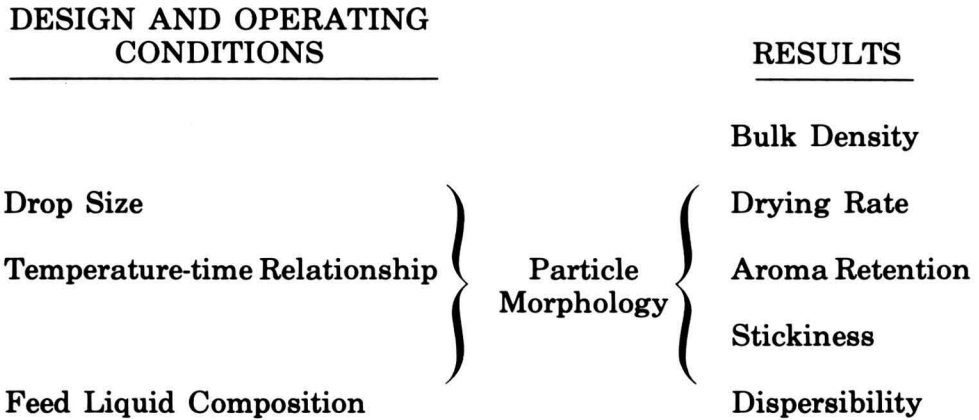 DESIGN AND OPERATING
CONDITIONS
RESULTS
Bulk Density
Drop Size
Drying Rate
Temperature-time Relationship
Particle
Morphology
Aroma Retention
Stickiness
Feed Liquid Composition
Dispersibility